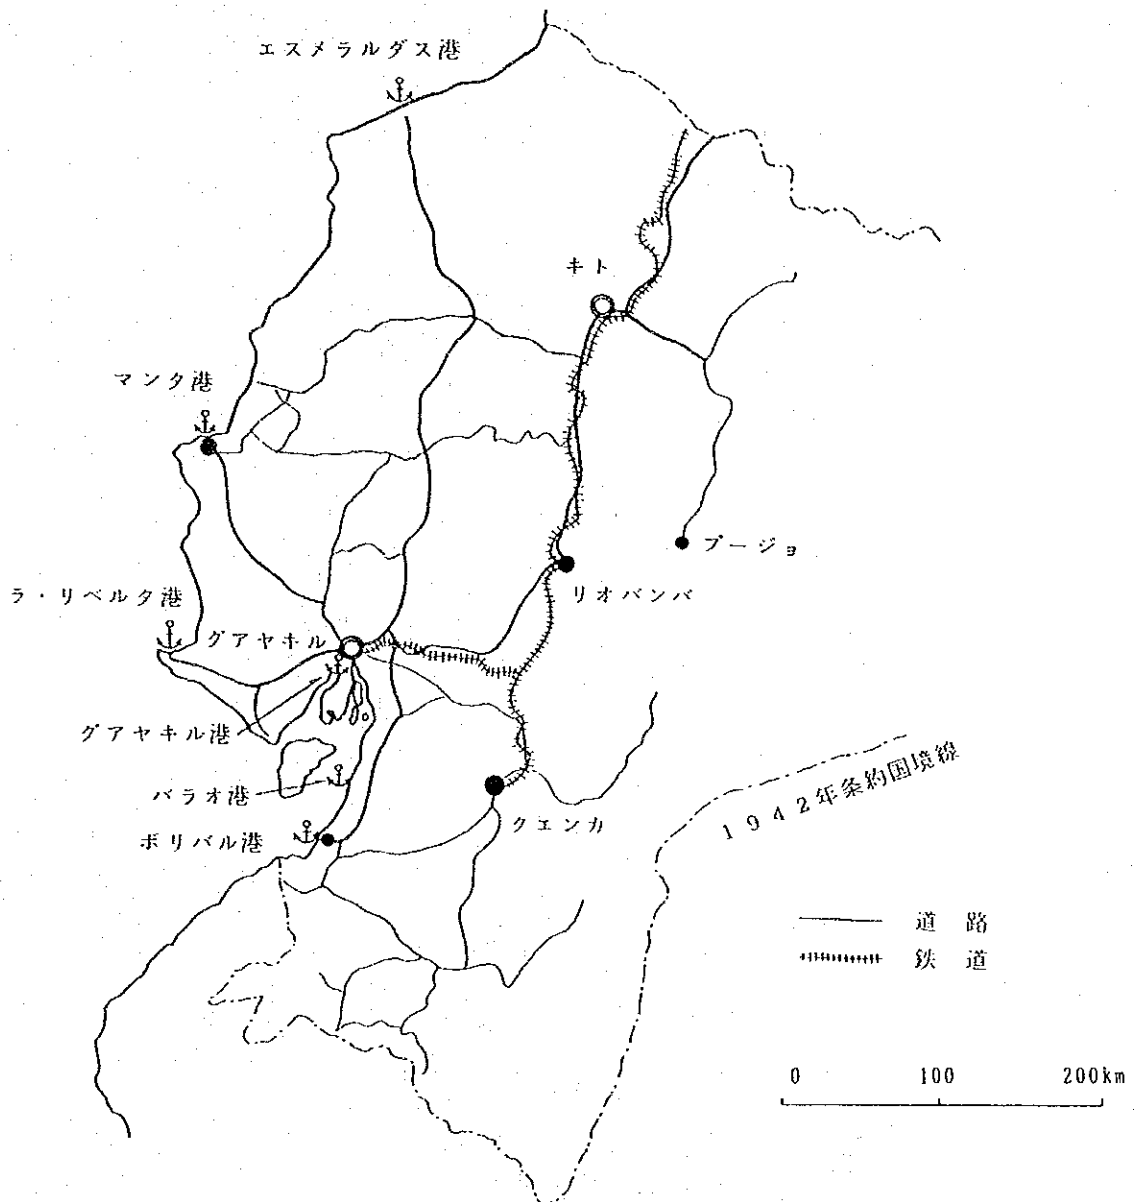 エスメラルダス港
キト
マンタ港
プージョ
リオバンバ
ラ・リベルタ港
グアヤキル
グアヤキル港
バラオ港
クエンカ
ボリバル港
1942年条約国境線
道路
鉄道
0 100 200km